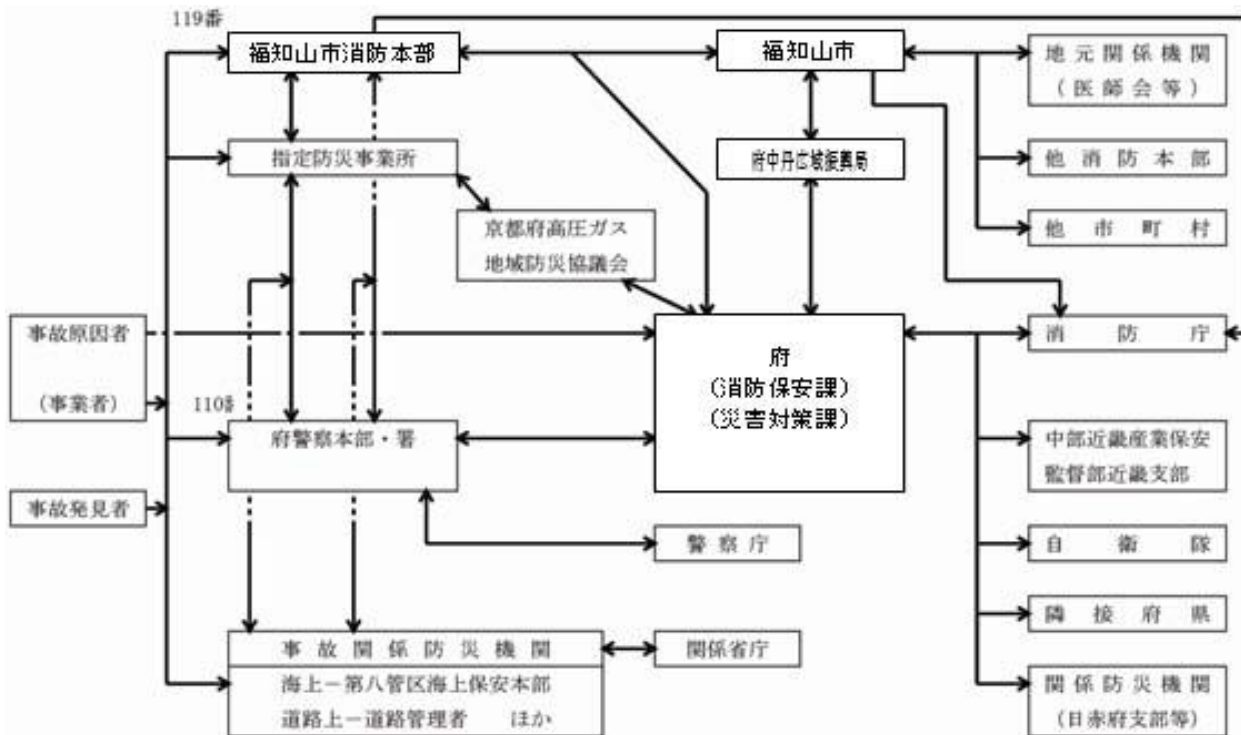 119番
福知山市消防本部
福知山市
地元関係機関
(医師会等)
指定防災事業所
府中丹広域振興局
他消防本部
京都府高圧ガス
地域防災協議会
他市町村
事故原因者
(事業者)
府
(消防保安課)
(災害対策課)
消防庁
110番
府警察本部・署
中部近畿産業保安
監督部近畿支部
事故発見者
警察庁
自衛隊
隣接府県
事故関係防災機関
海上－第八管区海上保安本部
道路上－道路管理者　ほか
関係省庁
関係防災機関
(日赤府支部等)